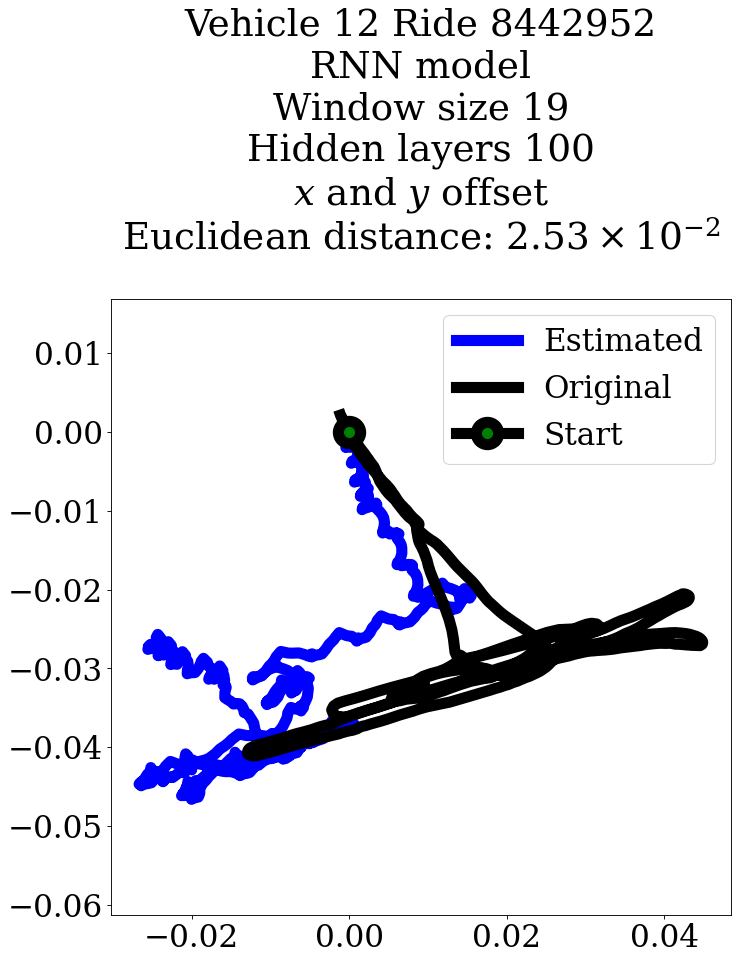 Vehicle 12 Ride 8442952
RNN model
Window size 19
Hidden layers 100
x and y offset
Euclidean distance: 2.53 × 10⁻²
Estimated
Original
Start
0.01
0.00
−0.01
−0.02
−0.03
−0.04
−0.05
−0.06
−0.02 0.00 0.02 0.04